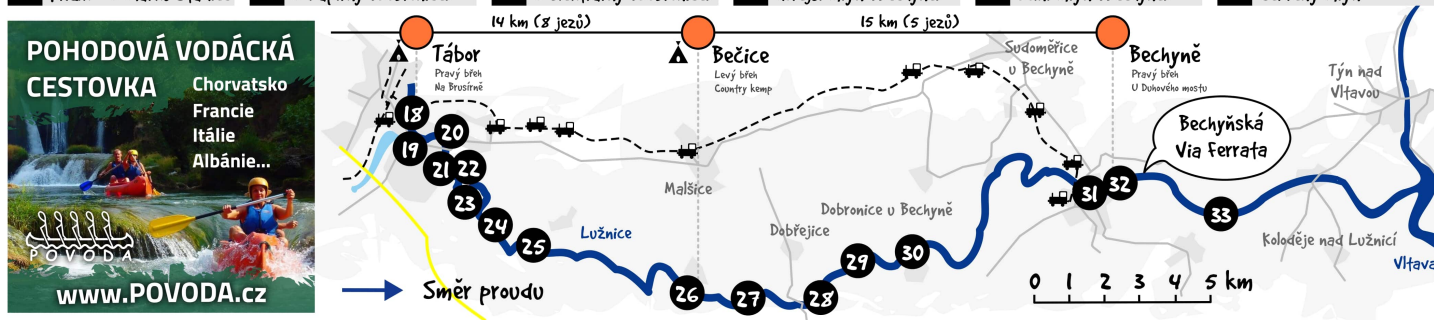 POHODOVÁ VODÁCKÁ
CESTOVKA
Chorvatsko
Francie
Itálie
Albánie...
POVODA
www.POVODA.cz
14 km (8 jezů)
15 km (5 jezů)
Tábor
Pravý břeh
Na Brusírně
Bečice
Levý břeh
Country kemp
Sudoměřice
u Bechyně
Bechyně
Pravý břeh
U Duhového mostu
Týn nad
Vltavou
Bechyňská
Via Ferrata
18
19
20
21
22
23
24
25
Lužnice
Malšice
26
27
28
29
30
Dobřejice
Dobronice u Bechyně
31
32
33
Koloděje nad Lužnicí
Vltava
Směr proudu
0 1 2 3 4 5 km